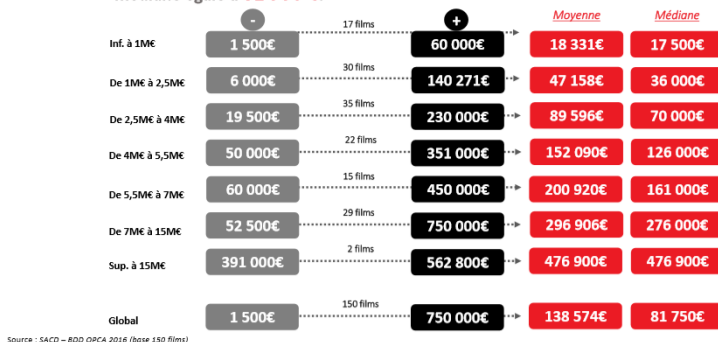 - + Moyenne Médiane
Inf. à 1M€ 1 500€ 17 films 60 000€ 18 331€ 17 500€
De 1M€ à 2,5M€ 6 000€ 30 films 140 271€ 47 158€ 36 000€
De 2,5M€ à 4M€ 19 500€ 35 films 230 000€ 89 596€ 70 000€
De 4M€ à 5,5M€ 50 000€ 22 films 351 000€ 152 090€ 126 000€
De 5,5M€ à 7M€ 60 000€ 15 films 450 000€ 200 920€ 161 000€
De 7M€ à 15M€ 52 500€ 29 films 750 000€ 296 906€ 276 000€
Sup. à 15M€ 391 000€ 2 films 562 800€ 476 900€ 476 900€
Global 1 500€ 150 films 750 000€ 138 574€ 81 750€
Source : SACD – BDD OPCA 2016 (base 150 films)